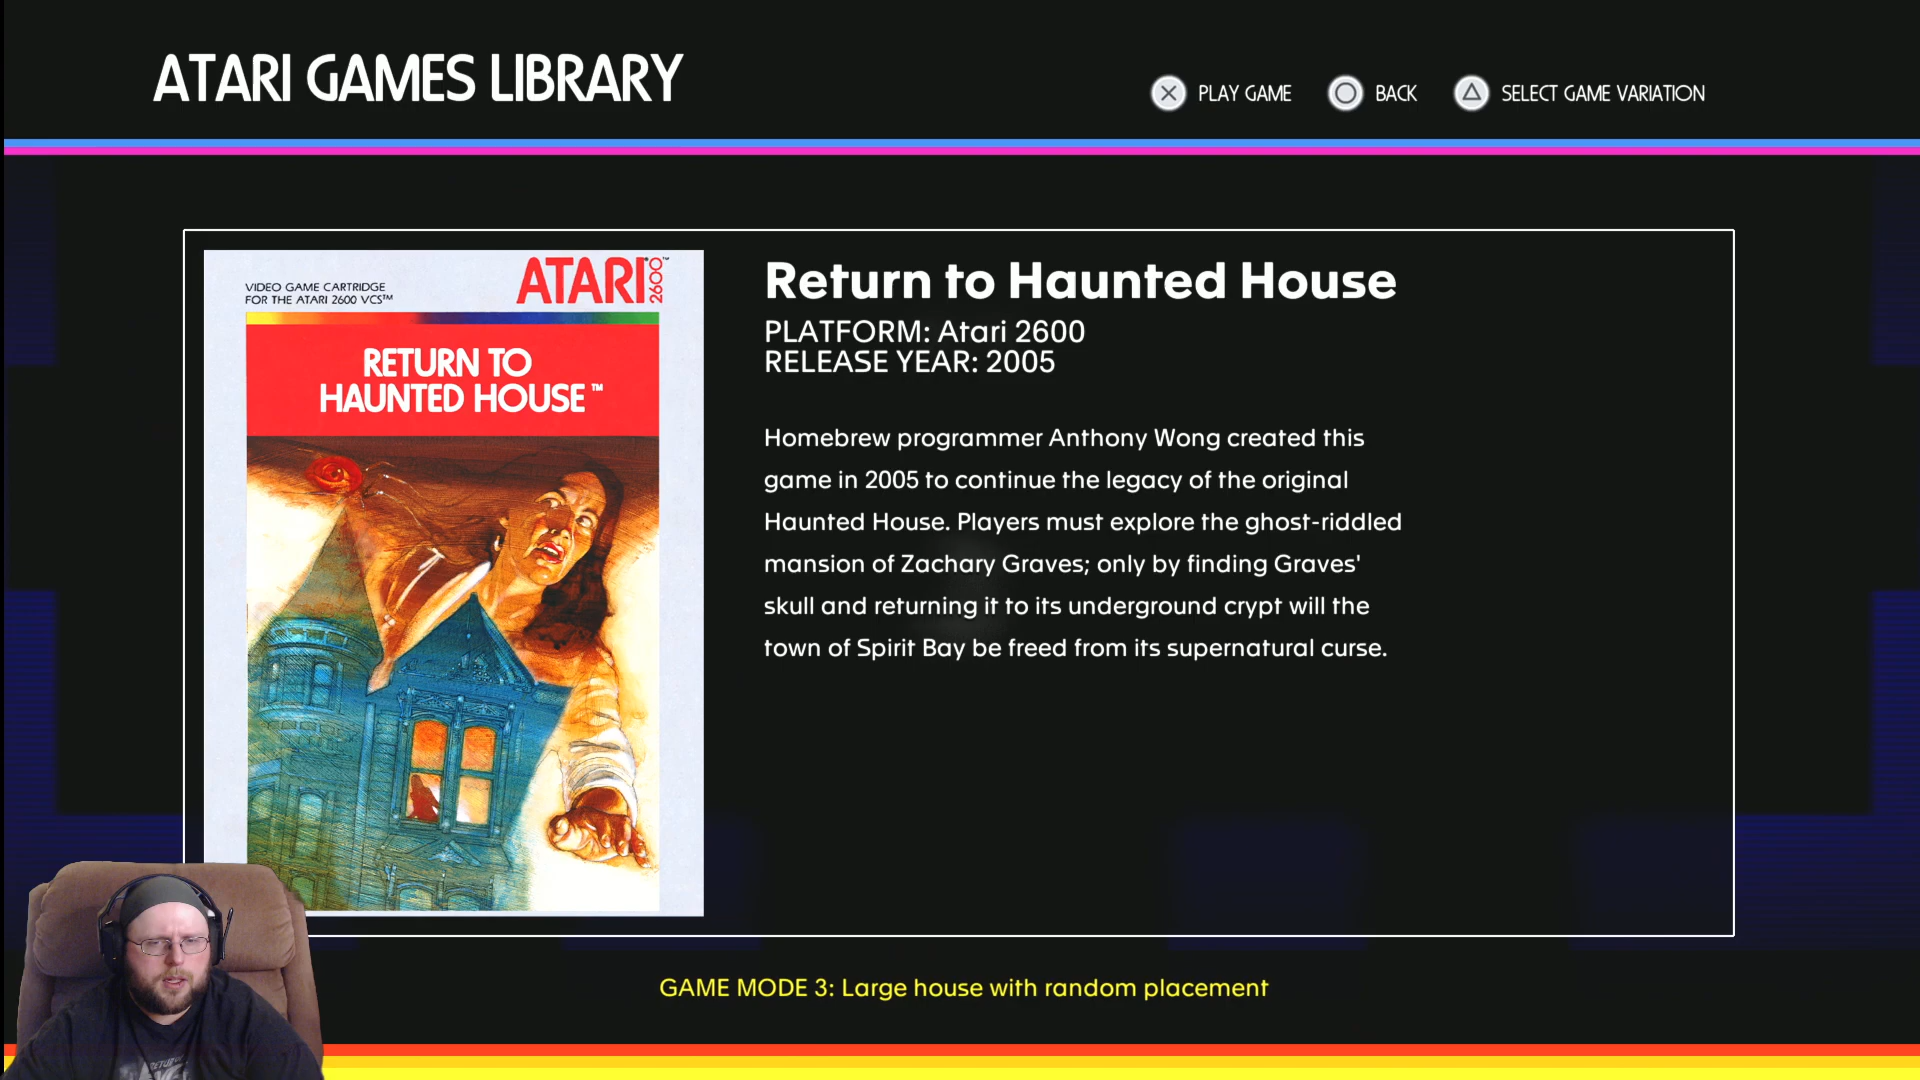 ATARI GAMES LIBRARY
PLAY GAME BACK SELECT GAME VARIATION
VIDEO GAME CARTRIDGE
FOR THE ATARI 2600 VCS™
ATARI® 2600™
RETURN TO
HAUNTED HOUSE™
Return to Haunted House
PLATFORM: Atari 2600
RELEASE YEAR: 2005
Homebrew programmer Anthony Wong created this
game in 2005 to continue the legacy of the original
Haunted House. Players must explore the ghost-riddled
mansion of Zachary Graves; only by finding Graves'
skull and returning it to its underground crypt will the
town of Spirit Bay be freed from its supernatural curse.
GAME MODE 3: Large house with random placement